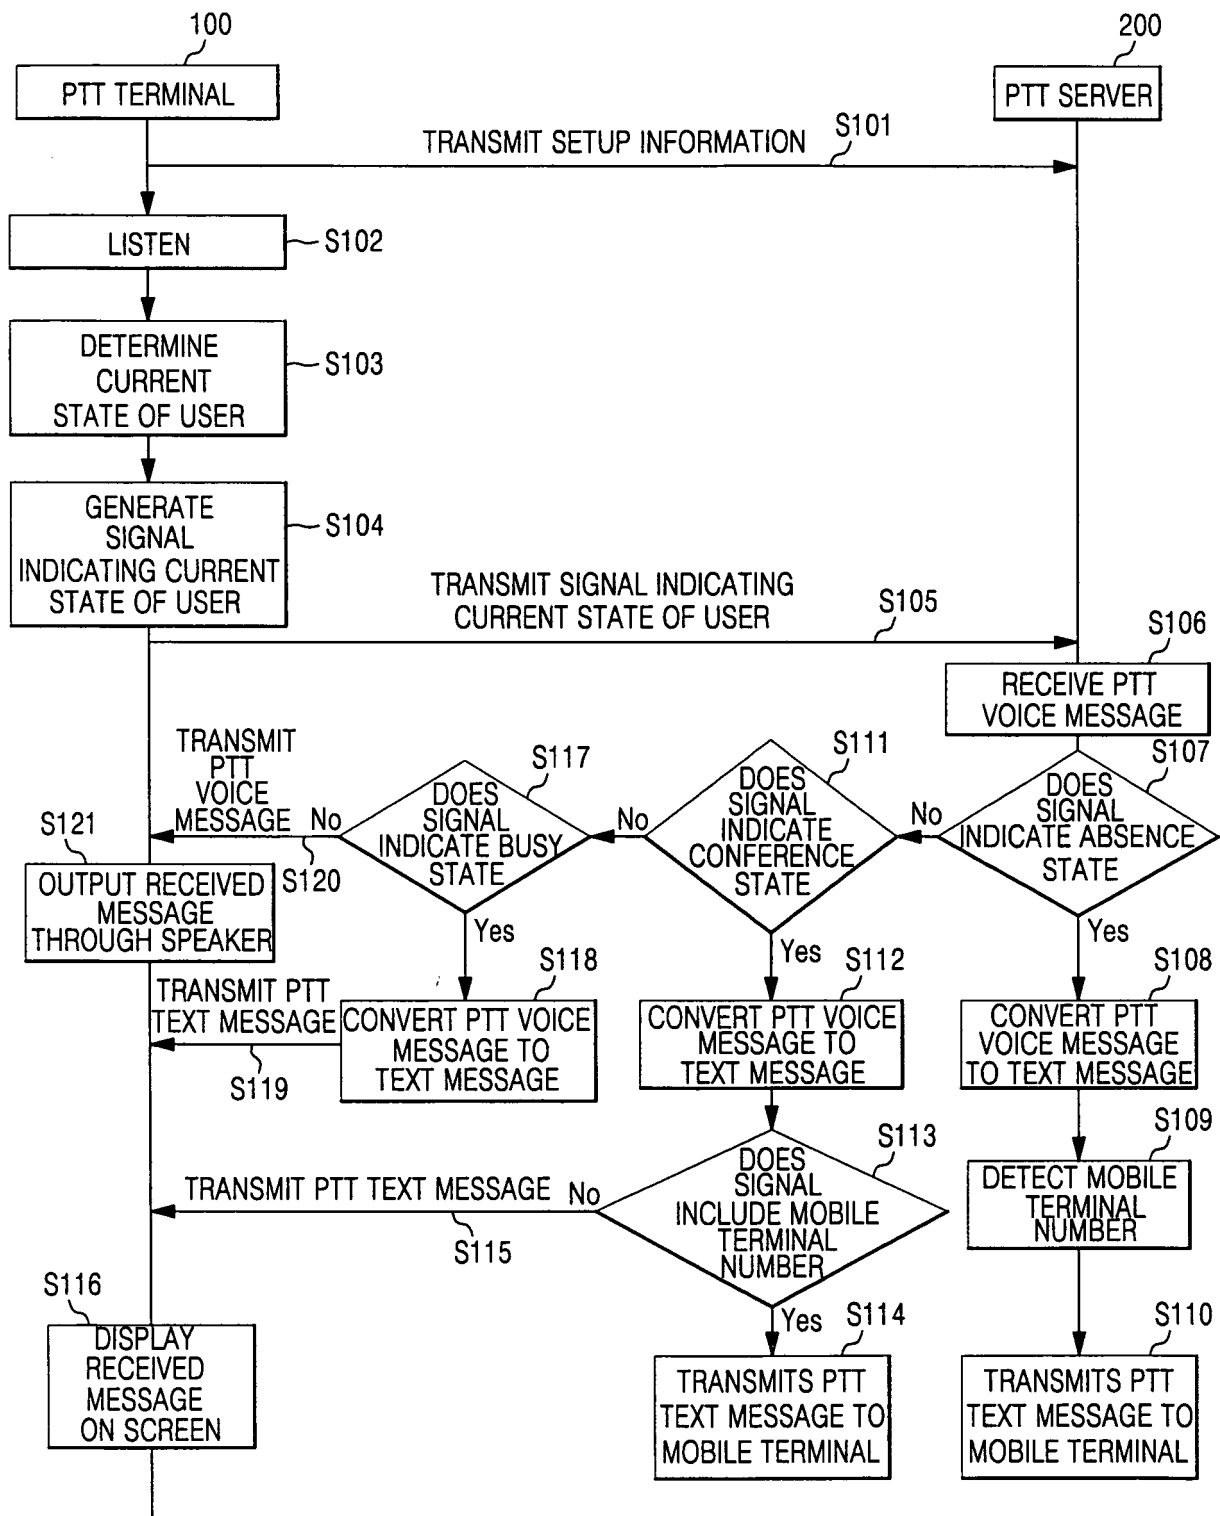 100
200
PTT TERMINAL
PTT SERVER
TRANSMIT SETUP INFORMATION
S101
LISTEN
S102
DETERMINE
CURRENT
STATE OF USER
S103
GENERATE
SIGNAL
INDICATING CURRENT
STATE OF USER
S104
TRANSMIT SIGNAL INDICATING
CURRENT STATE OF USER
S105
S106
RECEIVE PTT
VOICE MESSAGE
S107
DOES
SIGNAL
INDICATE ABSENCE
STATE
No
Yes
S111
DOES
SIGNAL
INDICATE
CONFERENCE
STATE
No
Yes
S117
DOES
SIGNAL
INDICATE BUSY
STATE
No
Yes
TRANSMIT
PTT
VOICE
MESSAGE
S120
S121
OUTPUT RECEIVED
MESSAGE
THROUGH SPEAKER
S118
CONVERT PTT VOICE
MESSAGE TO
TEXT MESSAGE
TRANSMIT PTT
TEXT MESSAGE
S119
S112
CONVERT PTT VOICE
MESSAGE TO
TEXT MESSAGE
S108
CONVERT PTT
VOICE MESSAGE
TO TEXT MESSAGE
S113
DOES
SIGNAL
INCLUDE MOBILE
TERMINAL
NUMBER
No
Yes
TRANSMIT PTT TEXT MESSAGE
S115
S109
DETECT MOBILE
TERMINAL
NUMBER
S116
DISPLAY
RECEIVED
MESSAGE
ON SCREEN
S114
TRANSMITS PTT
TEXT MESSAGE TO
MOBILE TERMINAL
S110
TRANSMITS PTT
TEXT MESSAGE TO
MOBILE TERMINAL